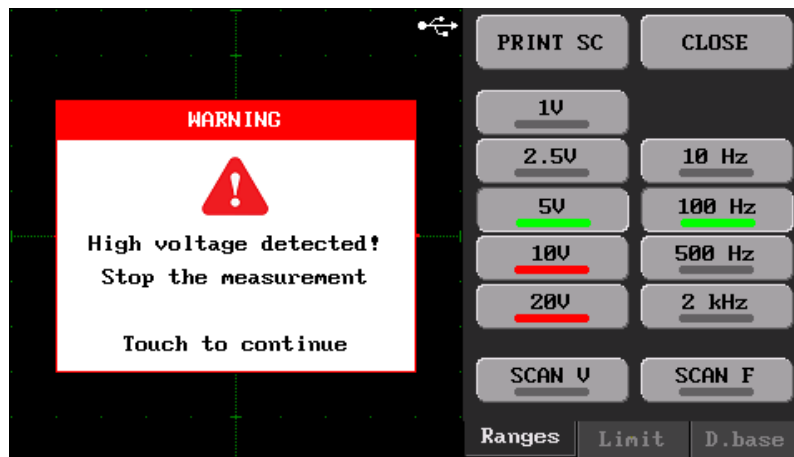 WARNING
High voltage detected!
Stop the measurement
Touch to continue
PRINT SC
CLOSE
1V
2.5V
10 Hz
5V
100 Hz
10V
500 Hz
20V
2 kHz
SCAN V
SCAN F
Ranges
Limit
D.base